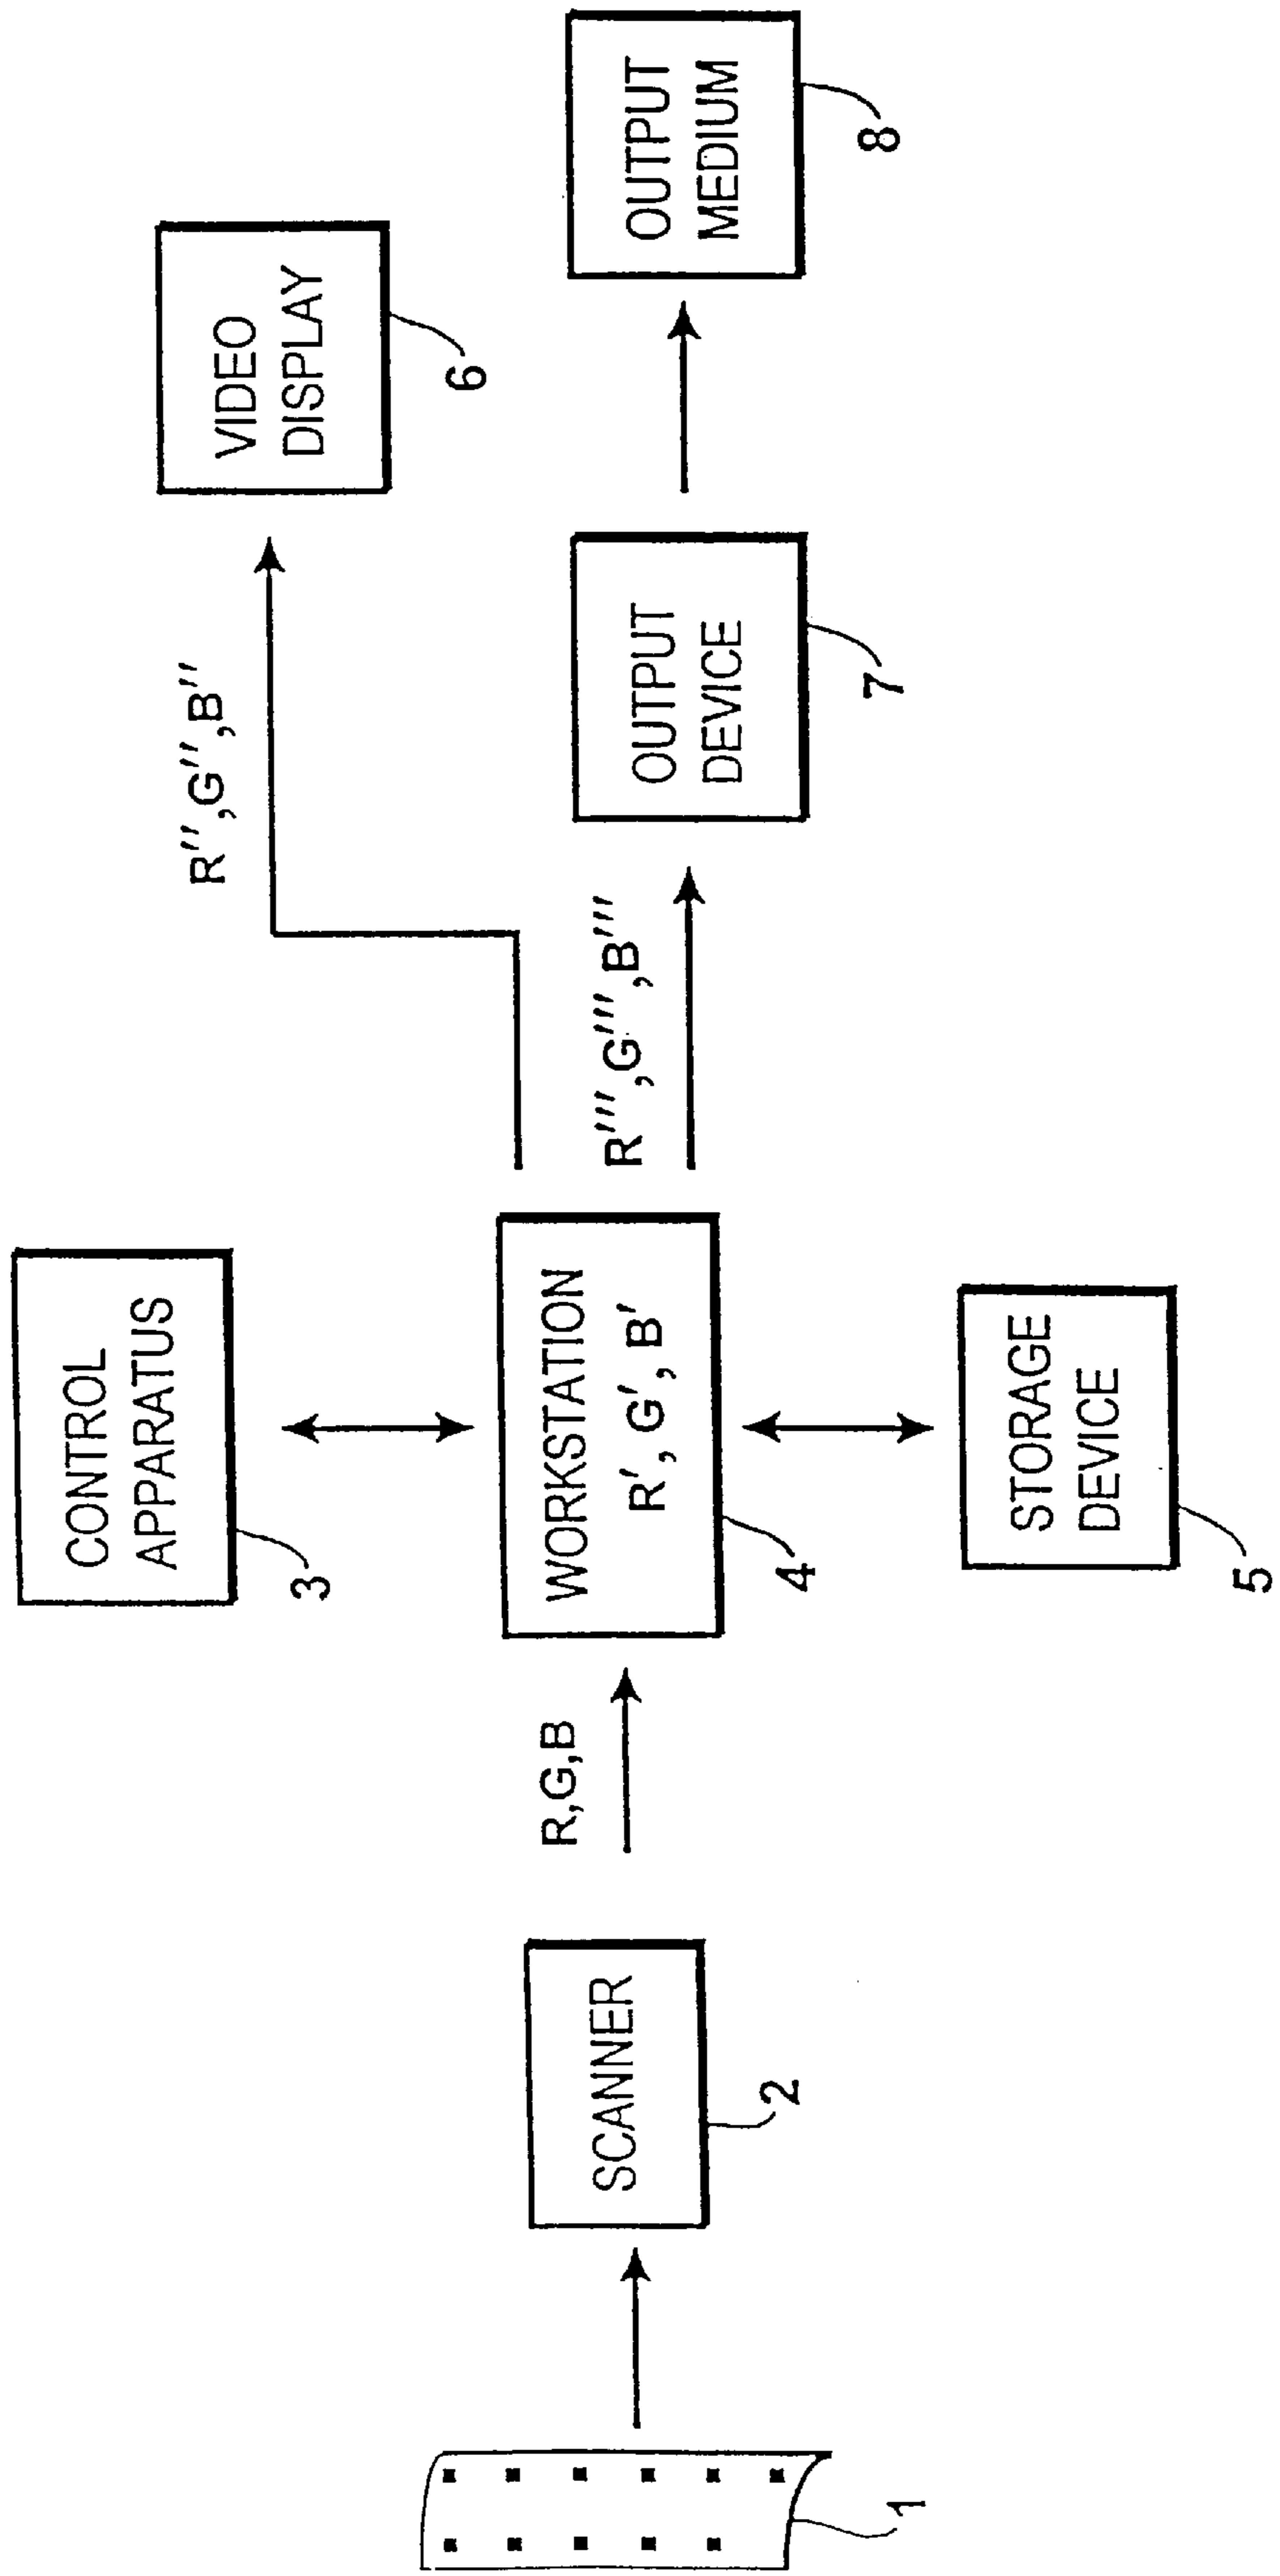 1
SCANNER
2
R,G,B
CONTROL
APPARATUS
3
WORKSTATION
R', G', B'
4
STORAGE
DEVICE
5
R'',G'',B''
VIDEO
DISPLAY
6
R''',G''',B'''
OUTPUT
DEVICE
7
OUTPUT
MEDIUM
8